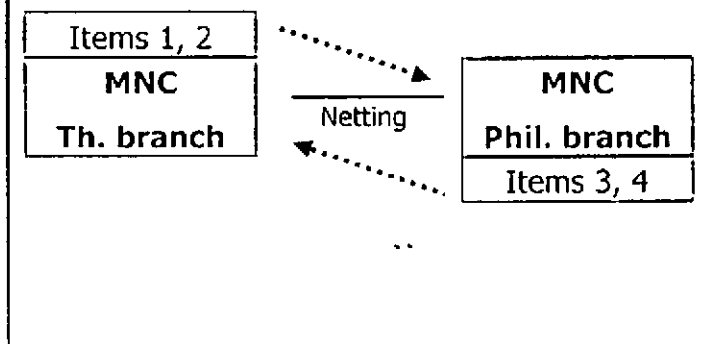 Items 1, 2
MNC
Th. branch
Netting
MNC
Phil. branch
Items 3, 4